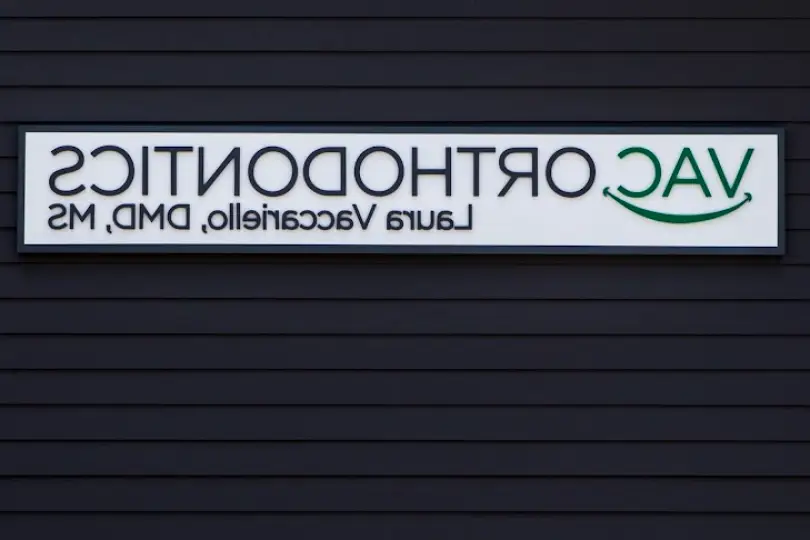 VAC ORTHODONTICS
Laura Vaccariello, DMD, MS